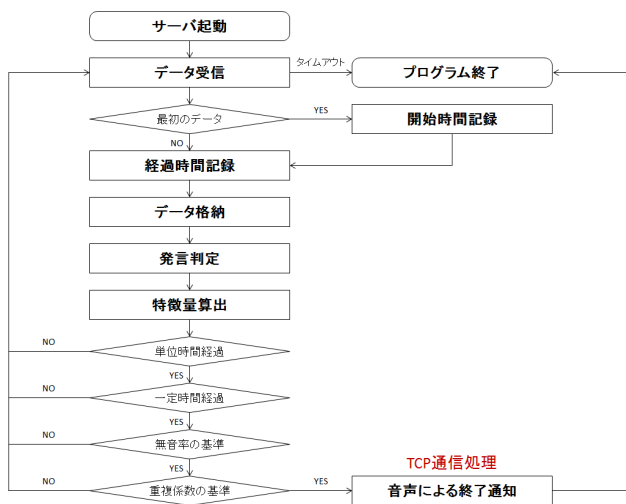 サーバ起動
データ受信
タイムアウト
プログラム終了
最初のデータ
YES
開始時間記録
NO
経過時間記録
データ格納
発言判定
特徴量算出
NO
単位時間経過
YES
NO
一定時間経過
YES
NO
無音率の基準
YES
TCP通信処理
NO
重複係数の基準
YES
音声による終了通知